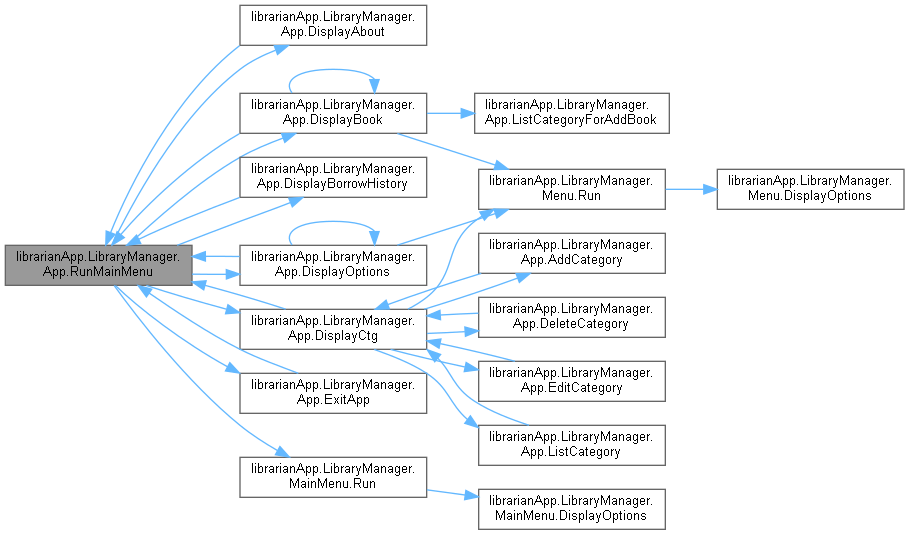 librarianApp.LibraryManager.
App.RunMainMenu
librarianApp.LibraryManager.
App.DisplayAbout
librarianApp.LibraryManager.
App.DisplayBook
librarianApp.LibraryManager.
App.DisplayBorrowHistory
librarianApp.LibraryManager.
App.DisplayOptions
librarianApp.LibraryManager.
App.DisplayCtg
librarianApp.LibraryManager.
App.ExitApp
librarianApp.LibraryManager.
MainMenu.Run
librarianApp.LibraryManager.
App.ListCategoryForAddBook
librarianApp.LibraryManager.
Menu.Run
librarianApp.LibraryManager.
App.AddCategory
librarianApp.LibraryManager.
App.DeleteCategory
librarianApp.LibraryManager.
App.EditCategory
librarianApp.LibraryManager.
App.ListCategory
librarianApp.LibraryManager.
MainMenu.DisplayOptions
librarianApp.LibraryManager.
Menu.DisplayOptions